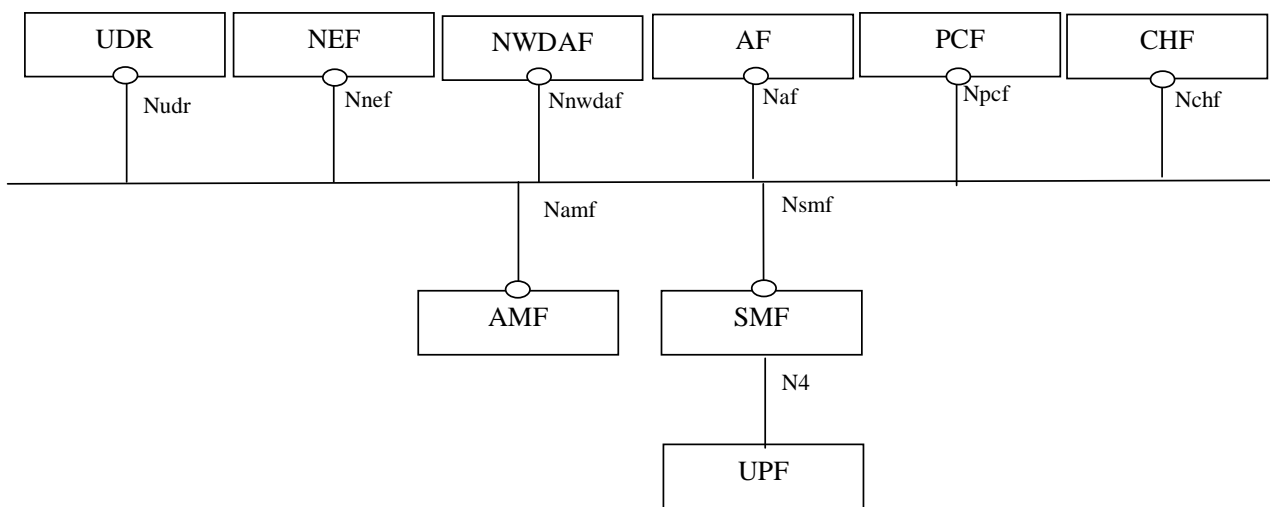 UDR
NEF
NWDAF
AF
PCF
CHF
Nudr
Nnef
Nnwdaf
Naf
Npcf
Nchf
Namf
Nsmf
AMF
SMF
N4
UPF